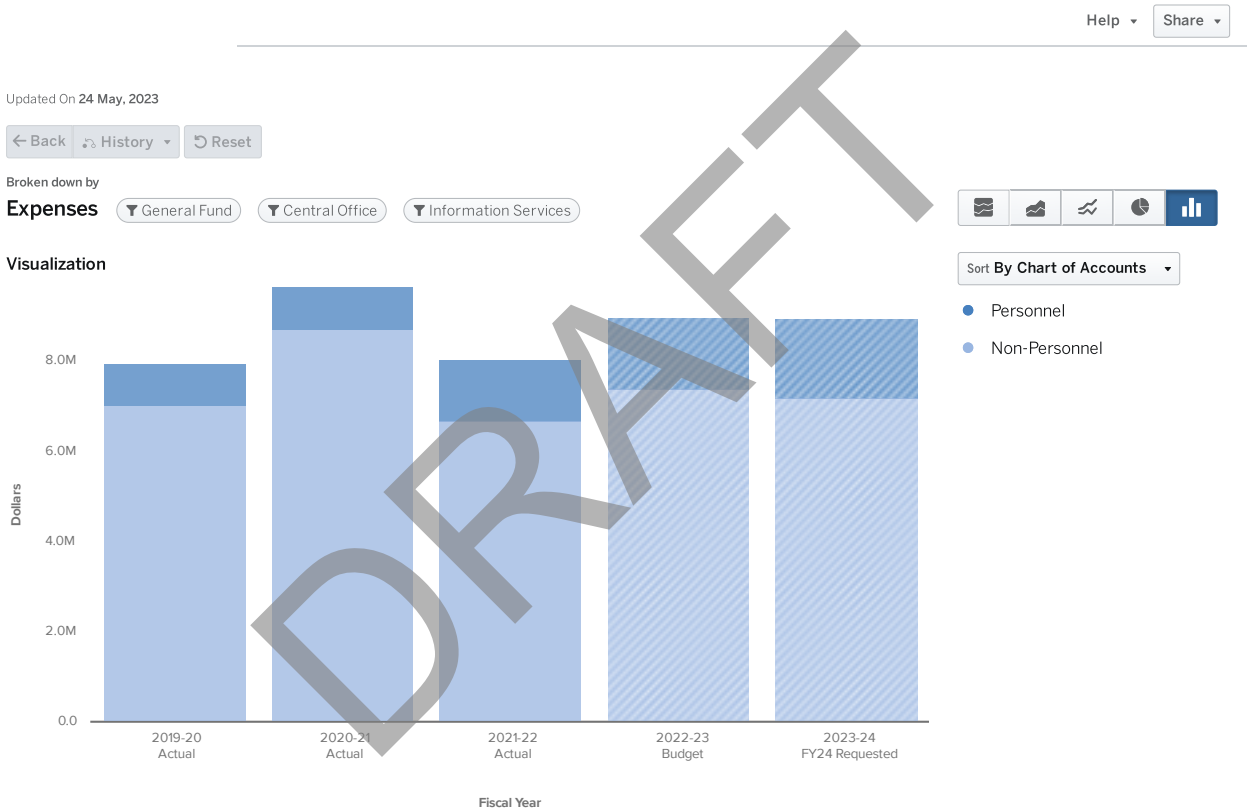 Help
Share
Updated On 24 May, 2023
Back
History
Reset
Broken down by
Expenses
General Fund
Central Office
Information Services
Visualization
Sort By Chart of Accounts
Personnel
Non-Personnel
8.0M
6.0M
4.0M
2.0M
0.0
Dollars
2019-20
Actual
2020-21
Actual
2021-22
Actual
2022-23
Budget
2023-24
FY24 Requested
Fiscal Year
DRAFT